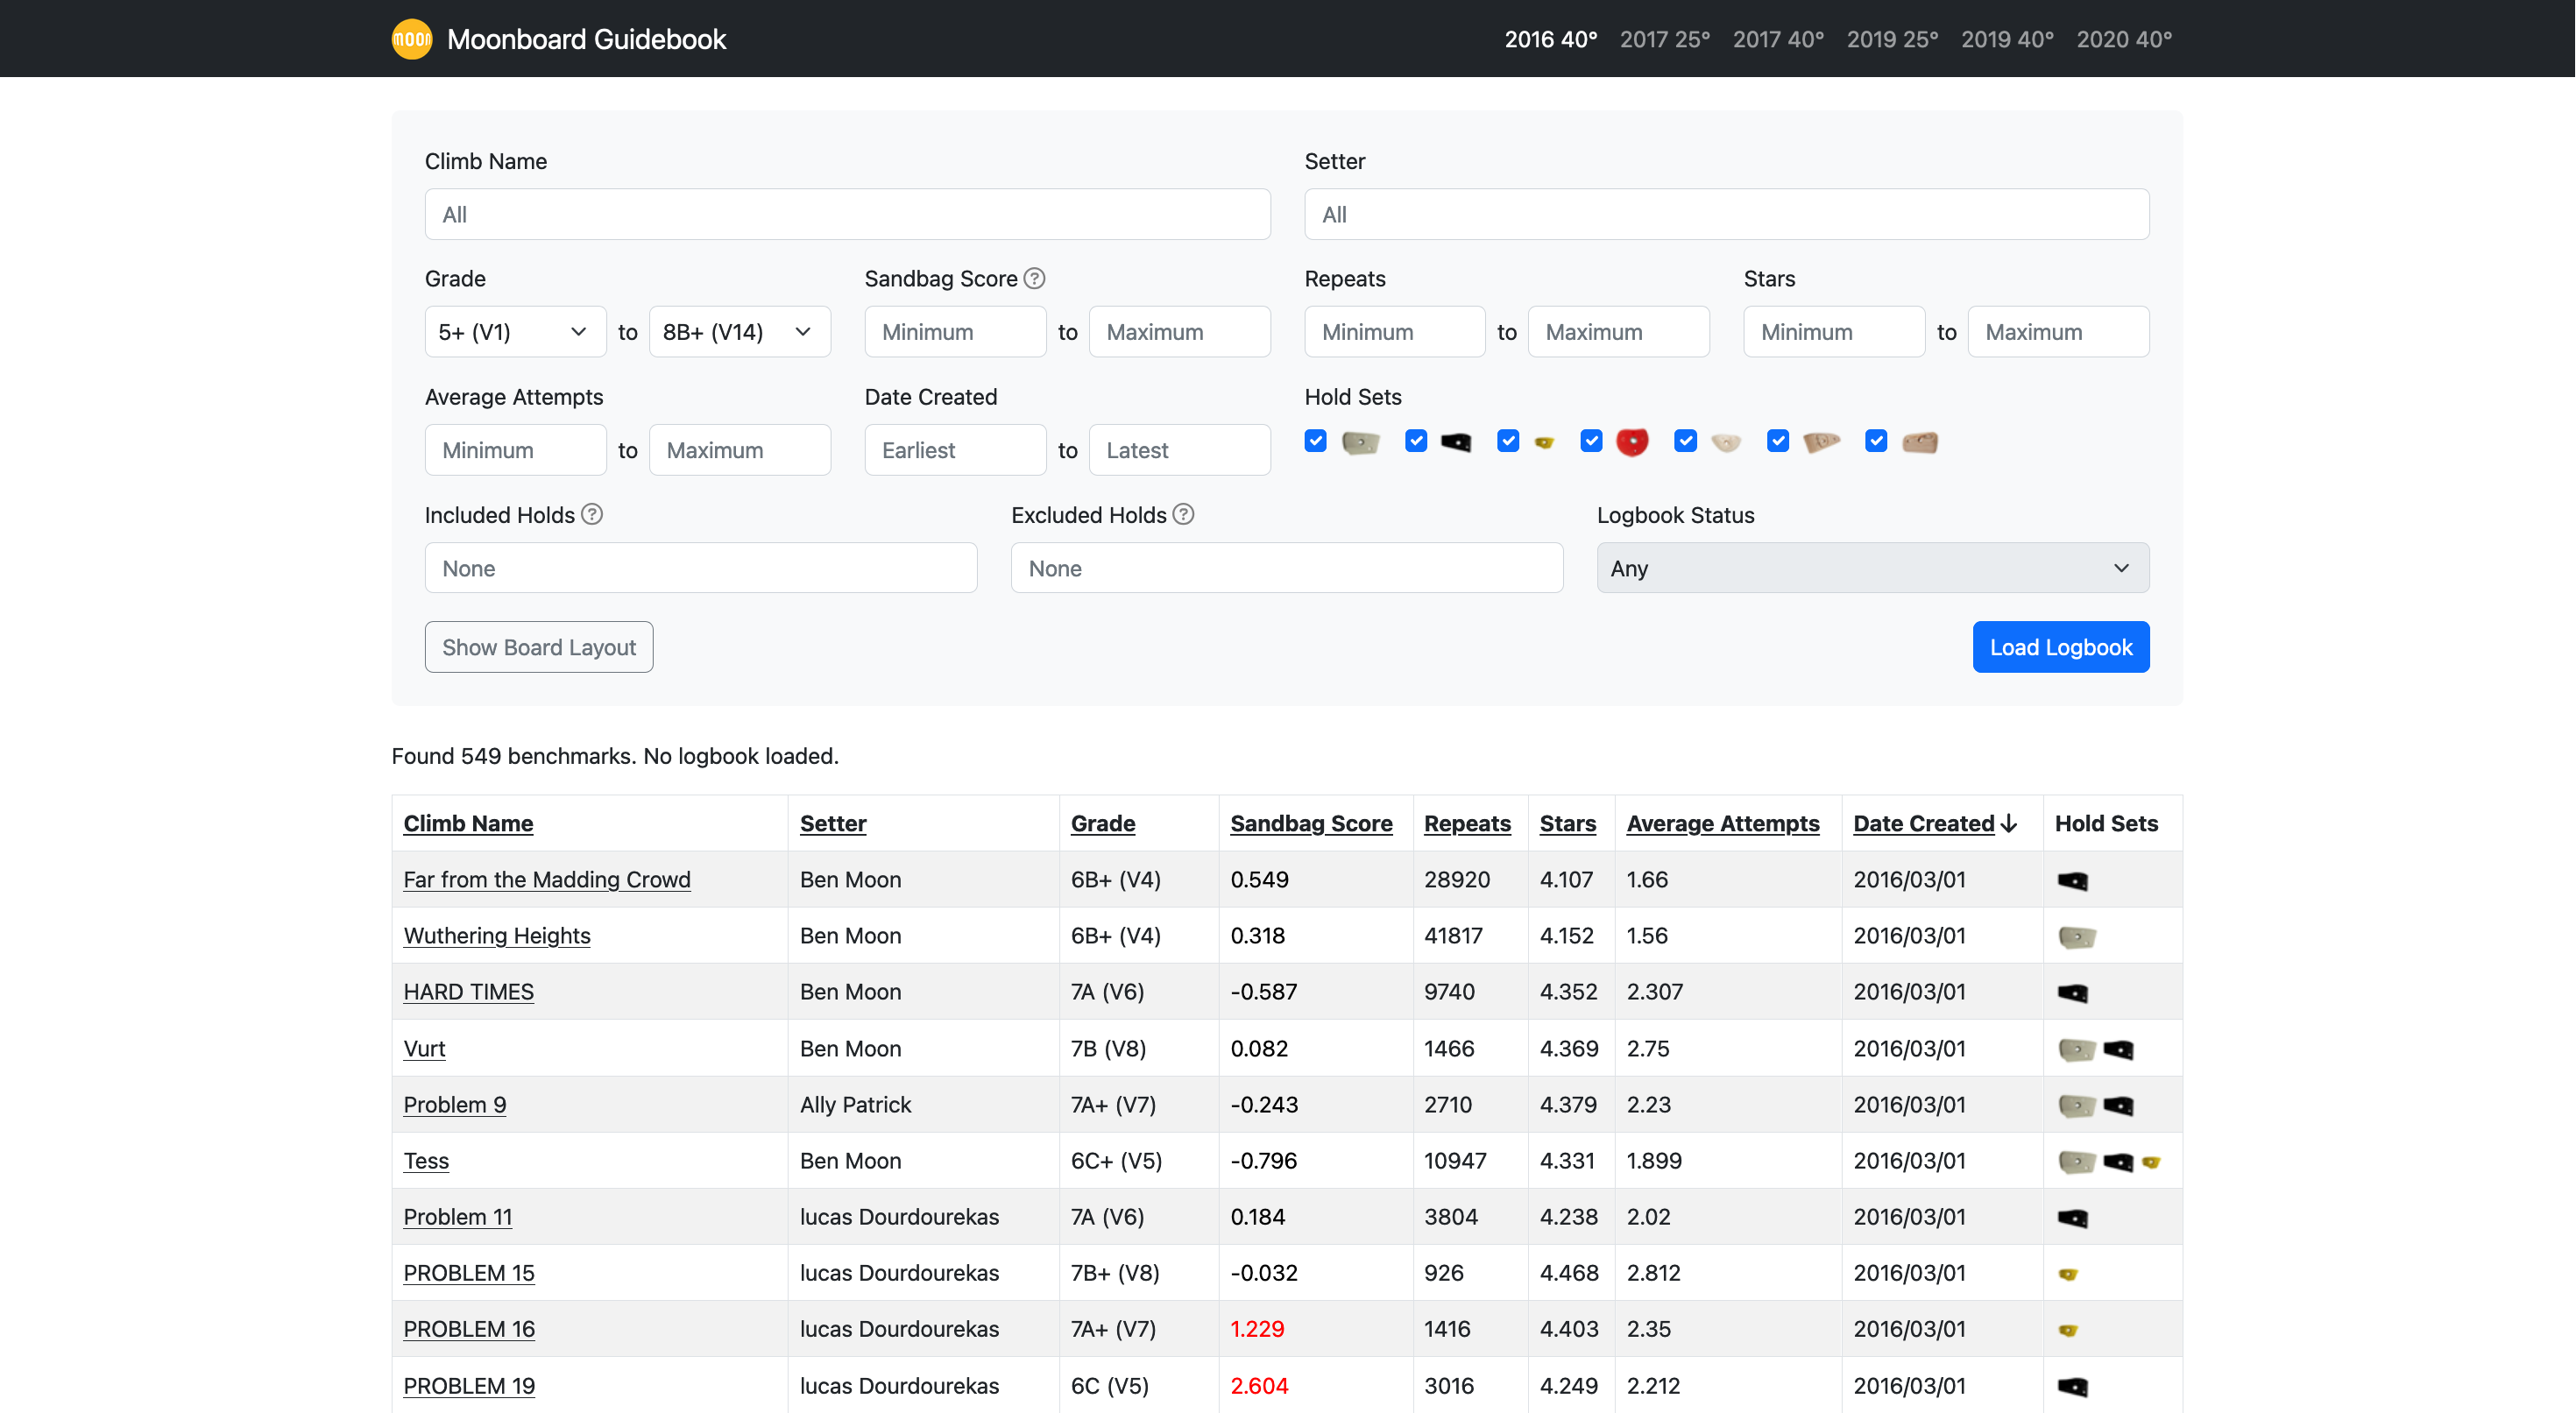 moon Moonboard Guidebook 2016 40° 2017 25° 2017 40° 2019 25° 2019 40° 2020 40°
Climb Name Setter
All All
Grade Sandbag Score ? Repeats Stars
5+ (V1) to 8B+ (V14) Minimum to Maximum Minimum to Maximum Minimum to Maximum
Average Attempts Date Created Hold Sets
Minimum to Maximum Earliest to Latest
Included Holds ? Excluded Holds ? Logbook Status
None None Any
Show Board Layout Load Logbook
Found 549 benchmarks. No logbook loaded.
Climb Name Setter Grade Sandbag Score Repeats Stars Average Attempts Date Created ↓ Hold Sets
Far from the Madding Crowd Ben Moon 6B+ (V4) 0.549 28920 4.107 1.66 2016/03/01
Wuthering Heights Ben Moon 6B+ (V4) 0.318 41817 4.152 1.56 2016/03/01
HARD TIMES Ben Moon 7A (V6) -0.587 9740 4.352 2.307 2016/03/01
Vurt Ben Moon 7B (V8) 0.082 1466 4.369 2.75 2016/03/01
Problem 9 Ally Patrick 7A+ (V7) -0.243 2710 4.379 2.23 2016/03/01
Tess Ben Moon 6C+ (V5) -0.796 10947 4.331 1.899 2016/03/01
Problem 11 lucas Dourdourekas 7A (V6) 0.184 3804 4.238 2.02 2016/03/01
PROBLEM 15 lucas Dourdourekas 7B+ (V8) -0.032 926 4.468 2.812 2016/03/01
PROBLEM 16 lucas Dourdourekas 7A+ (V7) 1.229 1416 4.403 2.35 2016/03/01
PROBLEM 19 lucas Dourdourekas 6C (V5) 2.604 3016 4.249 2.212 2016/03/01